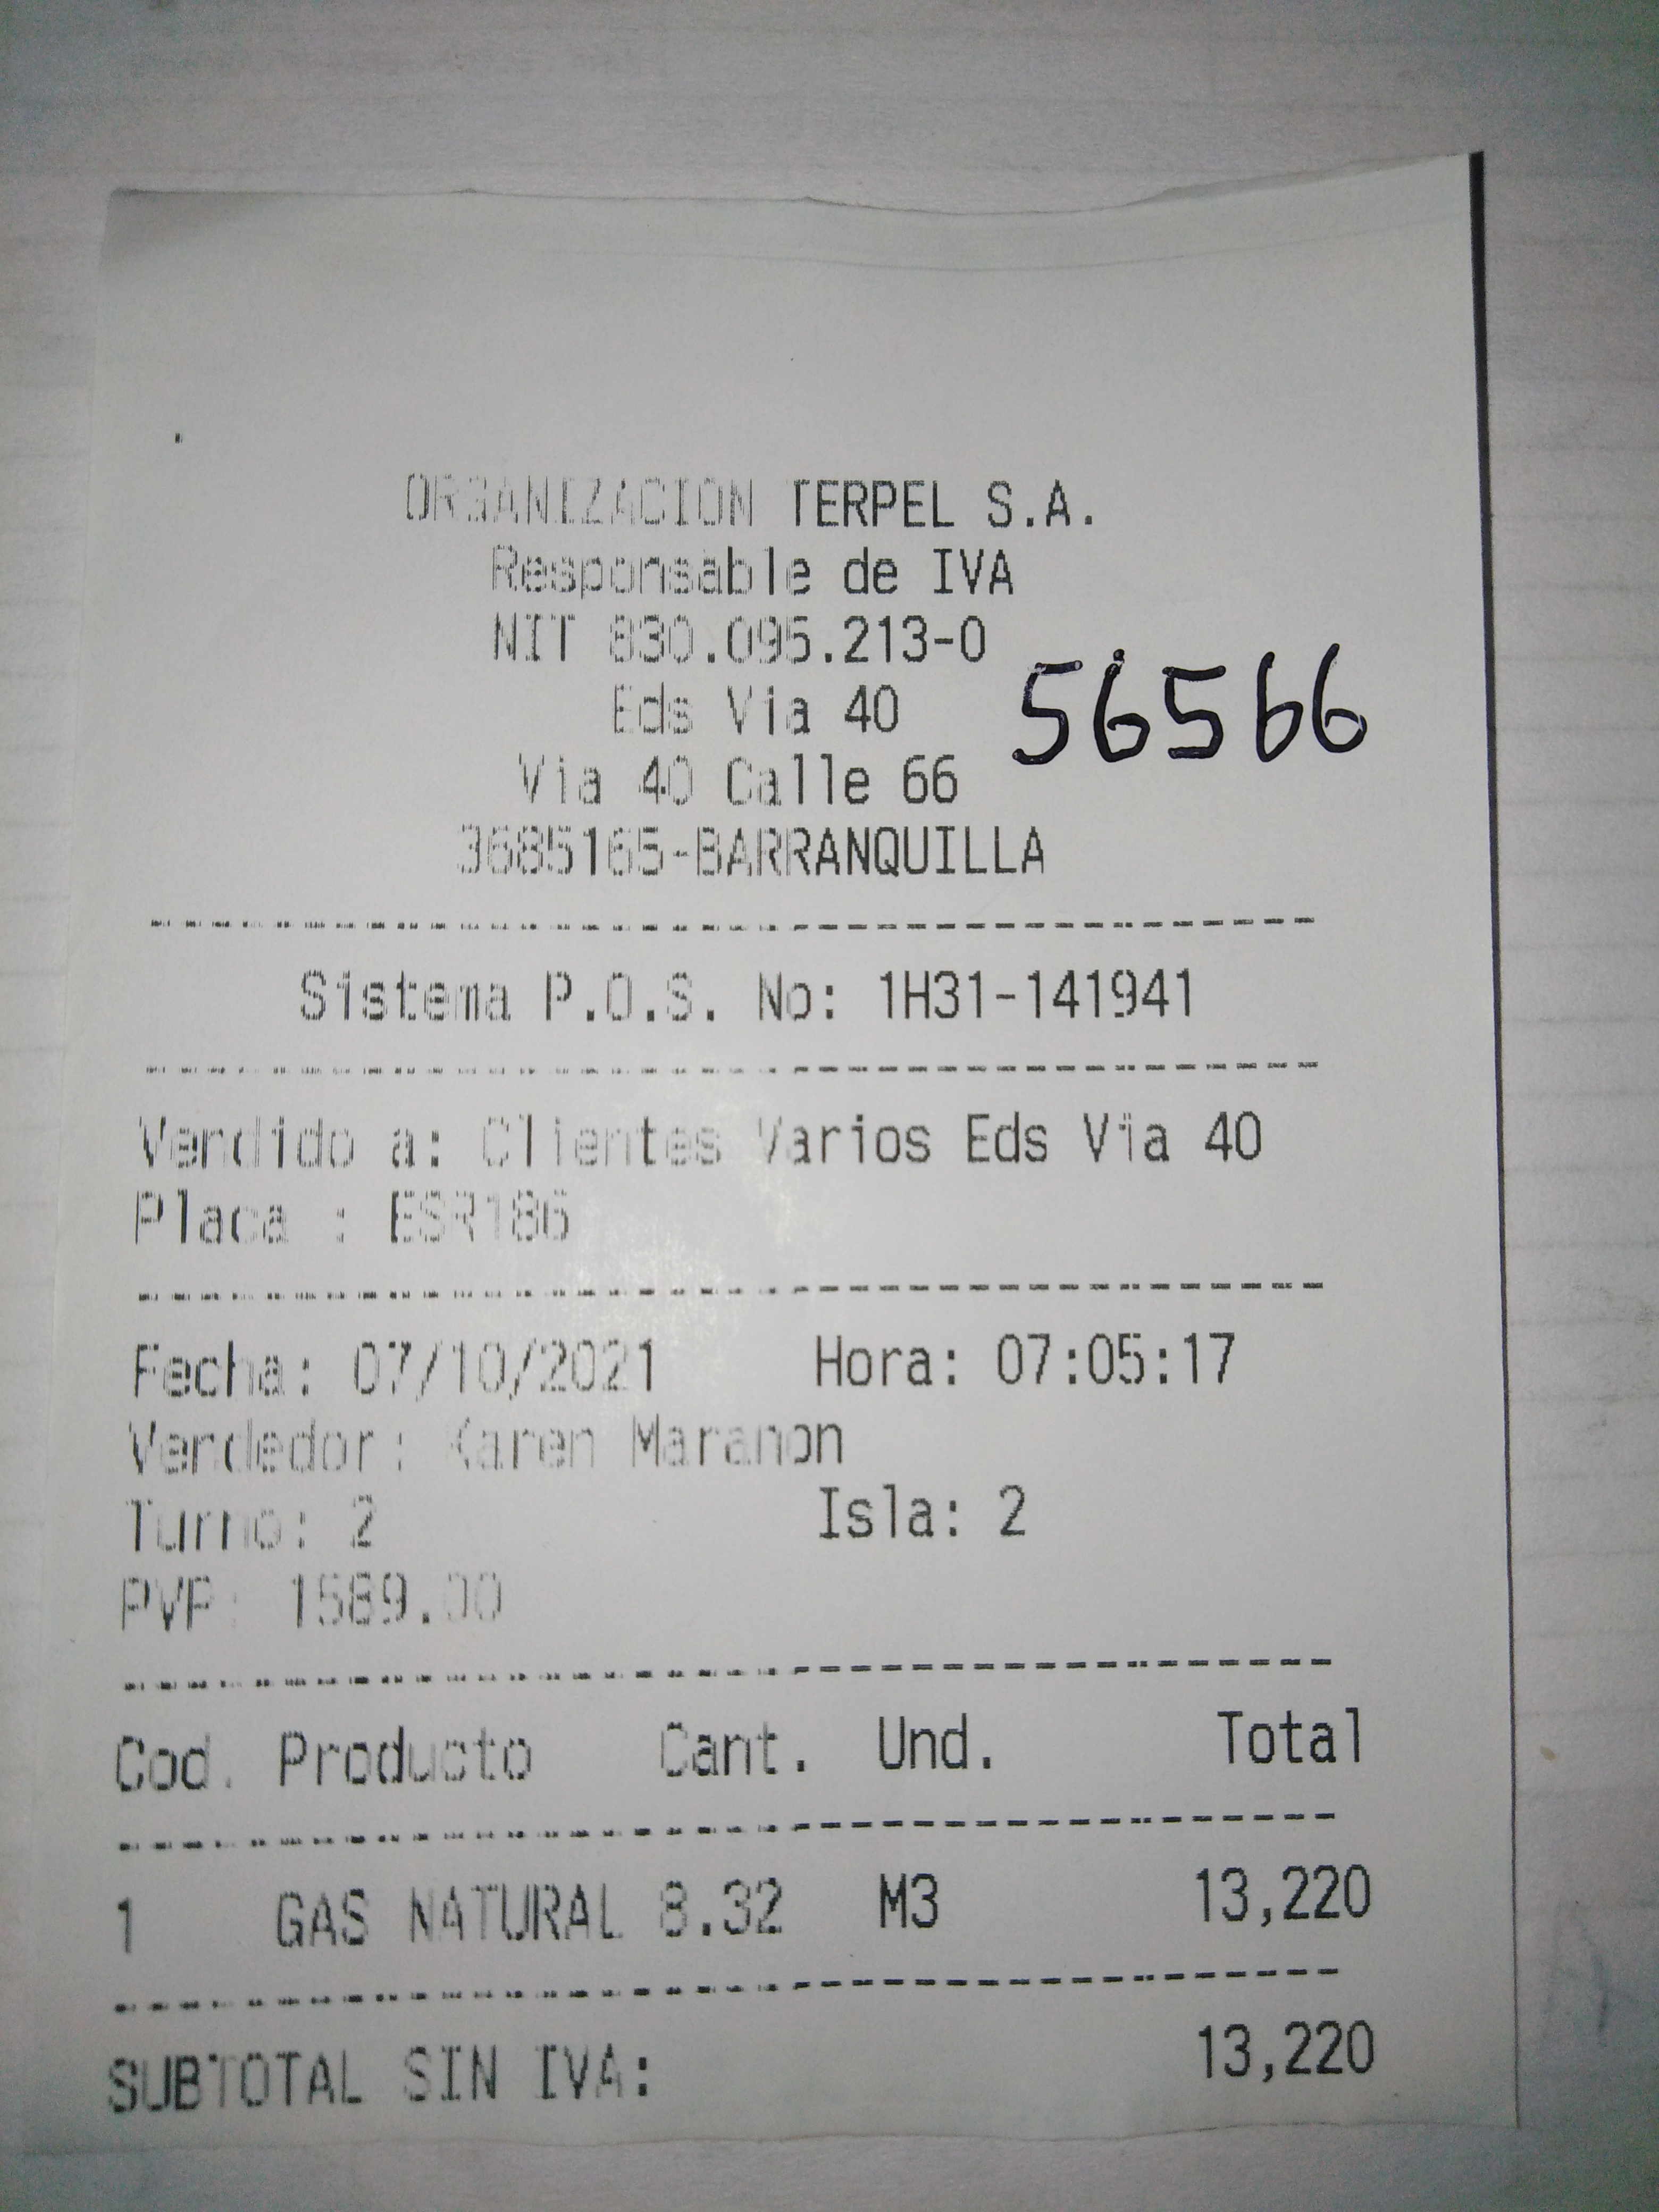 ORGANIZACION TERPEL S.A.
Responsable de IVA
NIT 830.095.213-0
Eds Via 40
56566
Via 40 Calle 66
3685165-BARRANQUILLA
Sistema P.O.S. No: 1H31-141941
Vendido a: Clientes Varios Eds Via 40
Placa : ESR186
Fecha: 07/10/2021 Hora: 07:05:17
Vendedor: Karen Maranon
Turno: 2 Isla: 2
PVP: 1589.00
Cod. Producto Cant. Und. Total
1 GAS NATURAL 8.32 M3 13,220
SUBTOTAL SIN IVA: 13,220